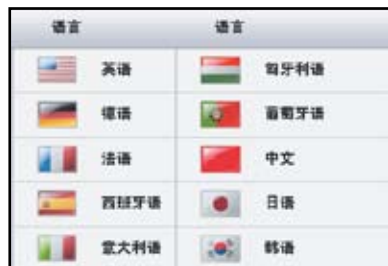 语言 语言
英语 匈牙利语
德语 葡萄牙语
法语 中文
西班牙语 日语
意大利语 韩语